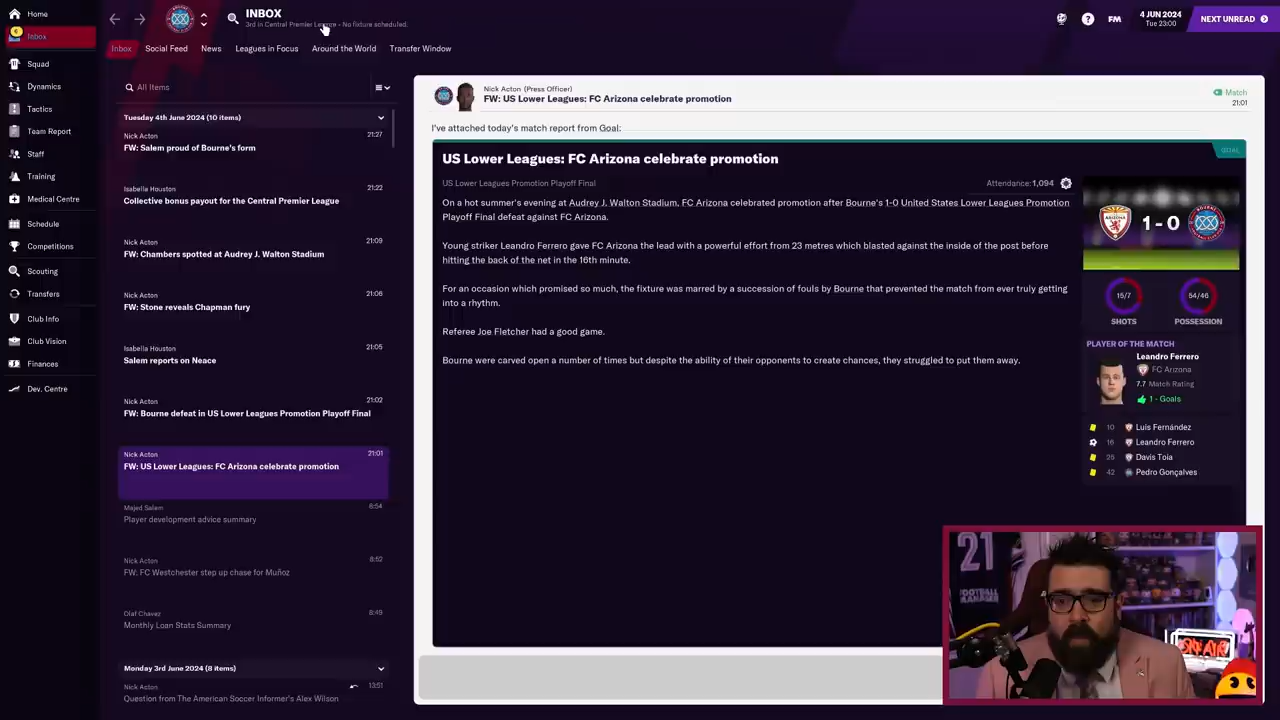 Home
6
Inbox
Squad
Dynamics
Tactics
Team Report
Staff
Training
Medical Centre
Schedule
Competitions
Scouting
Transfers
Club Info
Club Vision
Finances
Dev. Centre
INBOX
3rd in Central Premier League - No fixture scheduled.
FM
4 JUN 2024
Tue 23:00
NEXT UNREAD
Inbox
Social Feed
News
Leagues in Focus
Around the World
Transfer Window
All Items
Tuesday 4th June 2024 (10 items)
Nick Acton 21:27
FW: Salem proud of Bourne's form
Isabella Houston 21:22
Collective bonus payout for the Central Premier League
Nick Acton 21:09
FW: Chambers spotted at Audrey J. Walton Stadium
Nick Acton 21:06
FW: Stone reveals Chapman fury
Isabella Houston 21:05
Salem reports on Neace
Nick Acton 21:02
FW: Bourne defeat in US Lower Leagues Promotion Playoff Final
Nick Acton 21:01
FW: US Lower Leagues: FC Arizona celebrate promotion
Majed Salem 8:54
Player development advice summary
Nick Acton 8:52
FW: FC Westchester step up chase for Muñoz
Olaf Chavez 8:49
Monthly Loan Stats Summary
Monday 3rd June 2024 (8 items)
Nick Acton 13:51
Question from The American Soccer Informer's Alex Wilson
Nick Acton (Press Officer)
FW: US Lower Leagues: FC Arizona celebrate promotion
Match
21:01
I've attached today's match report from Goal:
GOAL
US Lower Leagues: FC Arizona celebrate promotion
US Lower Leagues Promotion Playoff Final
Attendance: 1,094
On a hot summer's evening at Audrey J. Walton Stadium, FC Arizona celebrated promotion after Bourne's 1-0 United States Lower Leagues Promotion
Playoff Final defeat against FC Arizona.
Young striker Leandro Ferrero gave FC Arizona the lead with a powerful effort from 23 metres which blasted against the inside of the post before
hitting the back of the net in the 16th minute.
For an occasion which promised so much, the fixture was marred by a succession of fouls by Bourne that prevented the match from ever truly getting
into a rhythm.
Referee Joe Fletcher had a good game.
Bourne were carved open a number of times but despite the ability of their opponents to create chances, they struggled to put them away.
1 - 0
15/7
54/46
SHOTS
POSSESSION
PLAYER OF THE MATCH
Leandro Ferrero
FC Arizona
7.7 Match Rating
1 - Goals
10 Luis Fernández
16 Leandro Ferrero
25 Davis Toia
42 Pedro Gonçalves
21
FOOTBALL
MANAGER